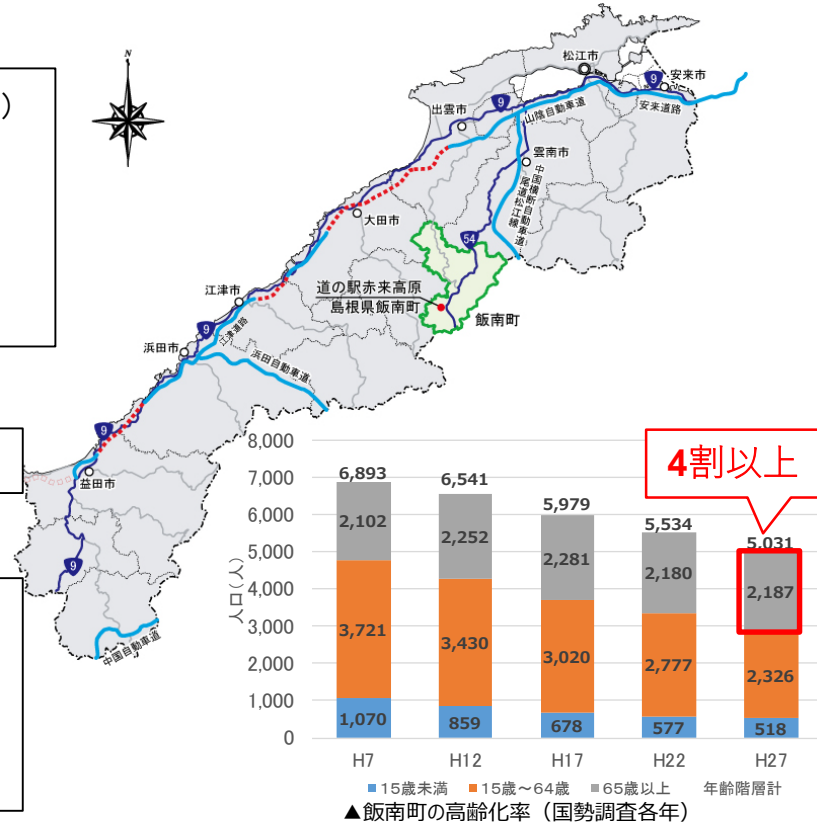 )
N
松江市
9
安来市
出雲市
9
山陰自動車道
安来道路
雲南市
中国横断自動車道
尾道松江線
大田市
54
江津市
道の駅赤来高原
島根県飯南町
飯南町
9
江津道路
浜田市
浜田自動車道
9
益田市
9
中国自動車道
4割以上
8,000
7,000
6,000
5,000
4,000
3,000
2,000
1,000
0
人口(人)
6,893
6,541
5,979
5,534
5,031
2,102
2,252
2,281
2,180
2,187
3,721
3,430
3,020
2,777
2,326
1,070
859
678
577
518
H7
H12
H17
H22
H27
15歳未満
15歳～64歳
65歳以上
年齢階層計
▲飯南町の高齢化率（国勢調査各年）